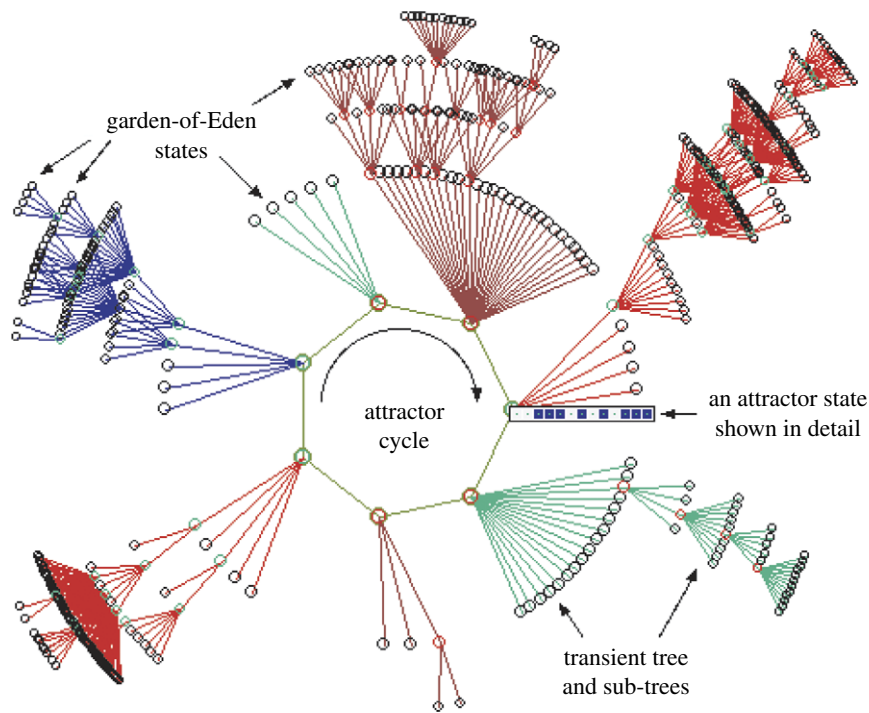 garden-of-Eden
states
attractor
cycle
an attractor state
shown in detail
transient tree
and sub-trees